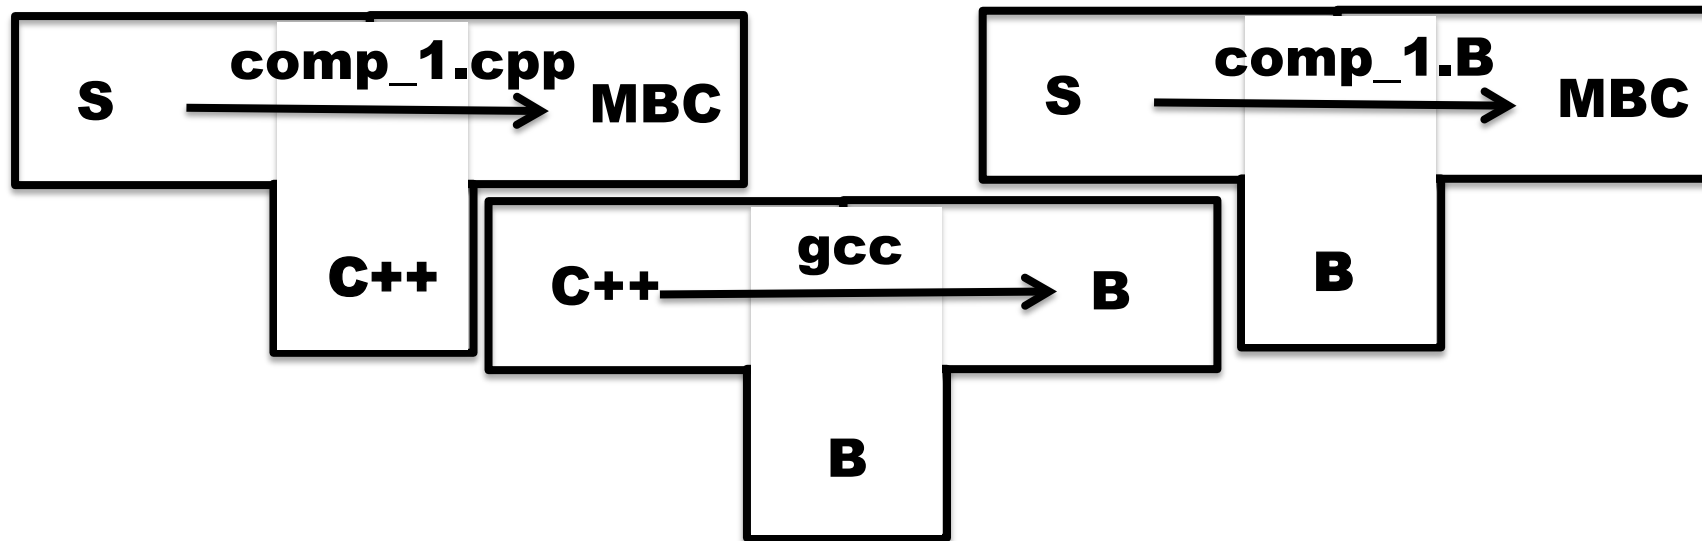 comp_1.cpp
S
MBC
C++
gcc
C++
B
B
comp_1.B
S
MBC
B